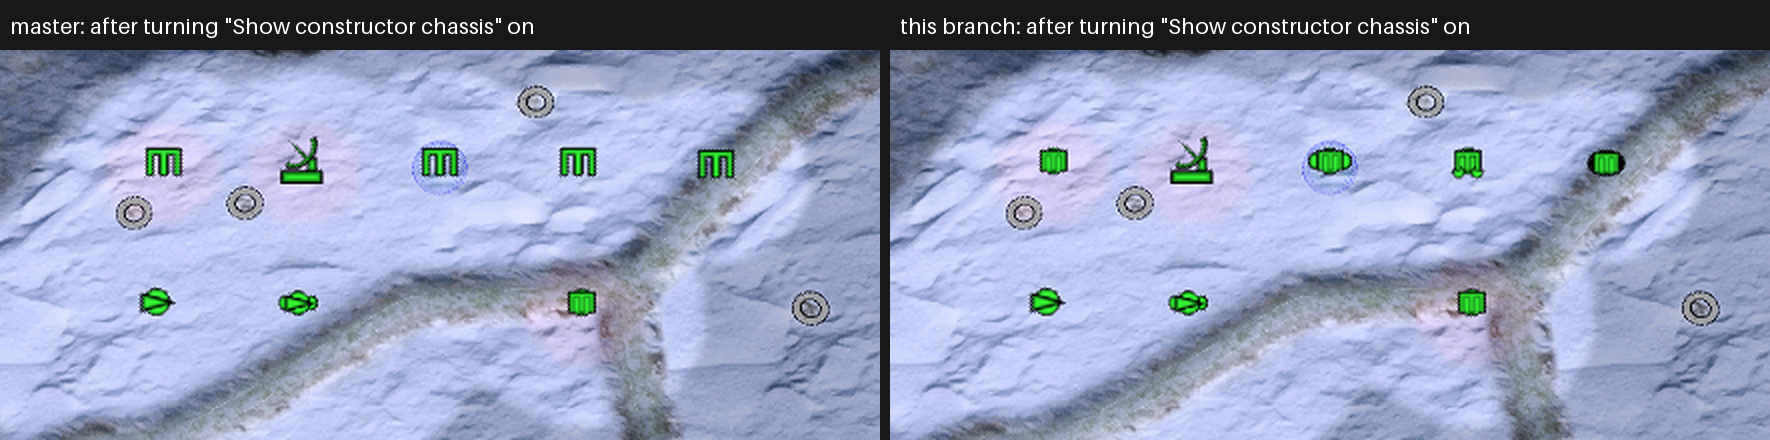 master: after turning "Show constructor chassis" on
this branch: after turning "Show constructor chassis" on